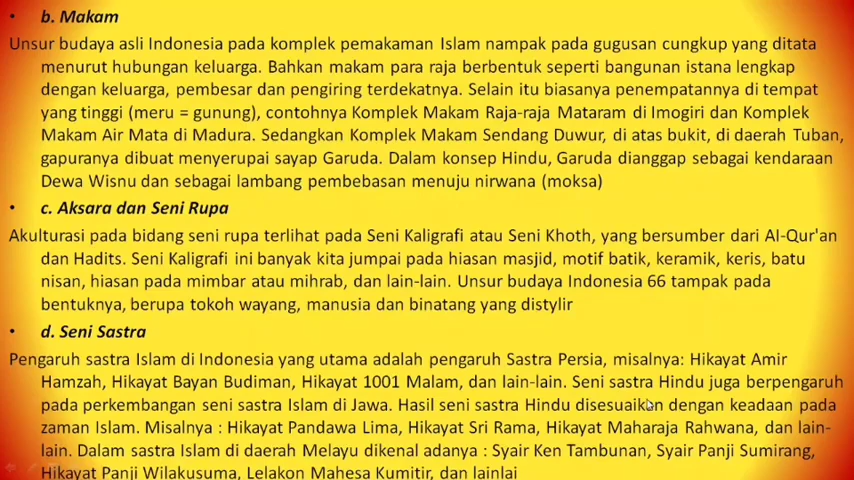 • b. Makam
Unsur budaya asli Indonesia pada komplek pemakaman Islam nampak pada gugusan cungkup yang ditata
menurut hubungan keluarga. Bahkan makam para raja berbentuk seperti bangunan istana lengkap
dengan keluarga, pembesar dan pengiring terdekatnya. Selain itu biasanya penempatannya di tempat
yang tinggi (meru = gunung), contohnya Komplek Makam Raja-raja Mataram di Imogiri dan Komplek
Makam Air Mata di Madura. Sedangkan Komplek Makam Sendang Duwur, di atas bukit, di daerah Tuban,
gapuranya dibuat menyerupai sayap Garuda. Dalam konsep Hindu, Garuda dianggap sebagai kendaraan
Dewa Wisnu dan sebagai lambang pembebasan menuju nirwana (moksa)
• c. Aksara dan Seni Rupa
Akulturasi pada bidang seni rupa terlihat pada Seni Kaligrafi atau Seni Khoth, yang bersumber dari Al-Qur'an
dan Hadits. Seni Kaligrafi ini banyak kita jumpai pada hiasan masjid, motif batik, keramik, keris, batu
nisan, hiasan pada mimbar atau mihrab, dan lain-lain. Unsur budaya Indonesia 66 tampak pada
bentuknya, berupa tokoh wayang, manusia dan binatang yang distylir
• d. Seni Sastra
Pengaruh sastra Islam di Indonesia yang utama adalah pengaruh Sastra Persia, misalnya: Hikayat Amir
Hamzah, Hikayat Bayan Budiman, Hikayat 1001 Malam, dan lain-lain. Seni sastra Hindu juga berpengaruh
pada perkembangan seni sastra Islam di Jawa. Hasil seni sastra Hindu disesuaikan dengan keadaan pada
zaman Islam. Misalnya : Hikayat Pandawa Lima, Hikayat Sri Rama, Hikayat Maharaja Rahwana, dan lain-
lain. Dalam sastra Islam di daerah Melayu dikenal adanya : Syair Ken Tambunan, Syair Panji Sumirang,
Hikayat Panji Wilakusuma, Lelakon Mahesa Kumitir, dan lainlai